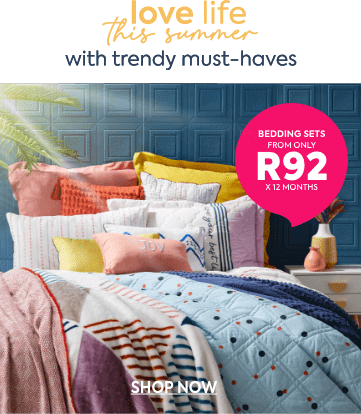 love life
this summer
with trendy must-haves
BEDDING SETS
FROM ONLY
R92
X 12 MONTHS
SHOP NOW